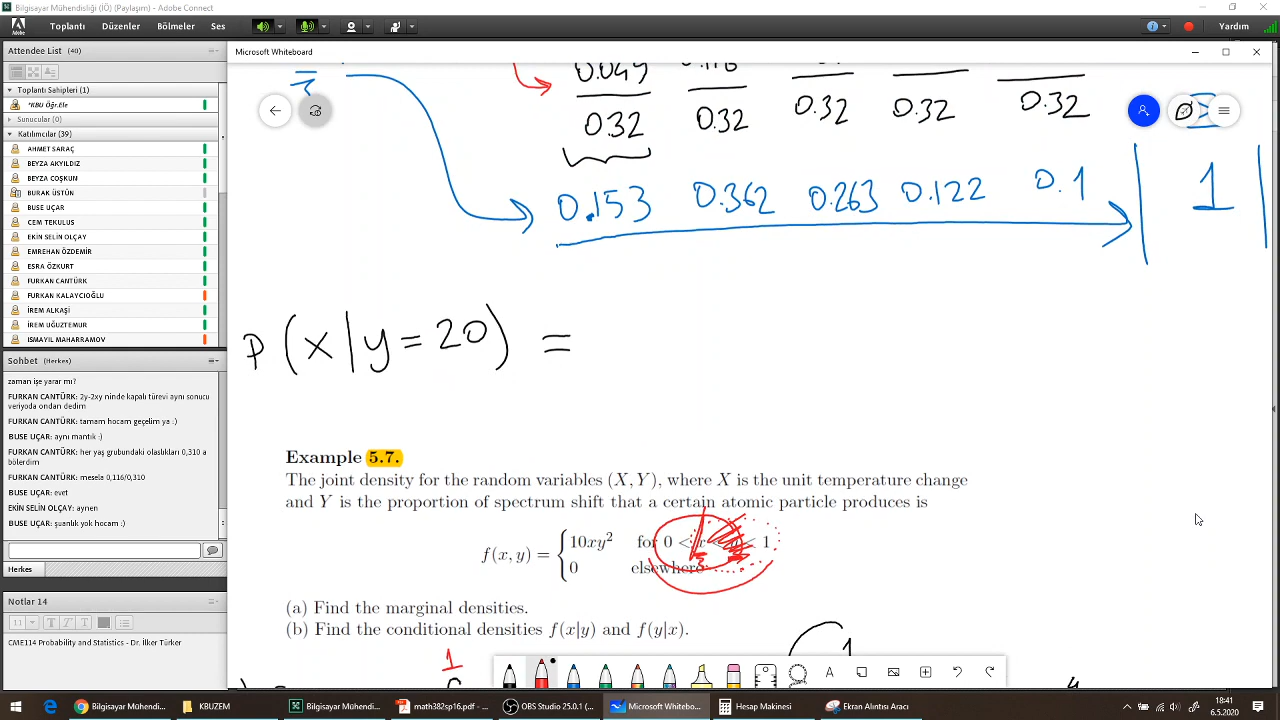 Bilgisayar Mühendisliği (İÖ) (Paylaşım) - Adobe Connect
Toplantı Düzenler Bölmeler Ses Yardım
Attendee List (40)
Toplantı Sahipleri (1)
*KBU Öğr.Ele
Sunucular (0)
Katılımcılar (39)
AHMET SARAÇ
BEYZA AKYILDIZ
BEYZA COŞKUN
BURAK ÜSTÜN
BUSE UÇAR
CEM TEKULUS
EKİN SELİN OLÇAY
EMREHAN ÖZDEMİR
ESRA ÖZKURT
FURKAN CANTÜRK
FURKAN KALAYCIOĞLU
İREM ALKAŞİ
İREM UĞUZTEMUR
ISMAYIL MAHARRAMOV
Sohbet (Herkes)
zaman işe yarar mı?
FURKAN CANTÜRK: 2y-2xy ninde kapalı türevi aynı sonucu
veriyoda ondan dedim
FURKAN CANTÜRK: tamam hocam geçelim ya :)
BUSE UÇAR: aynı mantık :)
FURKAN CANTÜRK: her yaş grubundaki olaslıkları 0,310 a
bölerdim
FURKAN CANTÜRK: mesela 0,116/0,310
BUSE UÇAR: evet
EKİN SELİN OLÇAY: aynen
BUSE UÇAR: şuanlık yok hocam :)
Herkes
Notlar 14
11
CME114 Probability and Statistics - Dr. İlker Türker
Microsoft Whiteboard
0.049 0.116
0.32 0.32 0.32 0.32 0.32
0.153 0.362 0.263 0.122 0.1 1
P(x|y=20) =
Example 5.7.
The joint density for the random variables (X, Y), where X is the unit temperature change
and Y is the proportion of spectrum shift that a certain atomic particle produces is
f(x, y) = { 10xy² for 0 < x < y < 1
0 elsewhere
(a) Find the marginal densities.
(b) Find the conditional densities f(x|y) and f(y|x).
1 1
Bilgisayar Mühendi... KBUZEM Bilgisayar Mühendi... math382sp16.pdf - ... OBS Studio 25.0.1 (... Microsoft Whitebo... Hesap Makinesi Ekran Alıntısı Aracı
18:41
6.5.2020